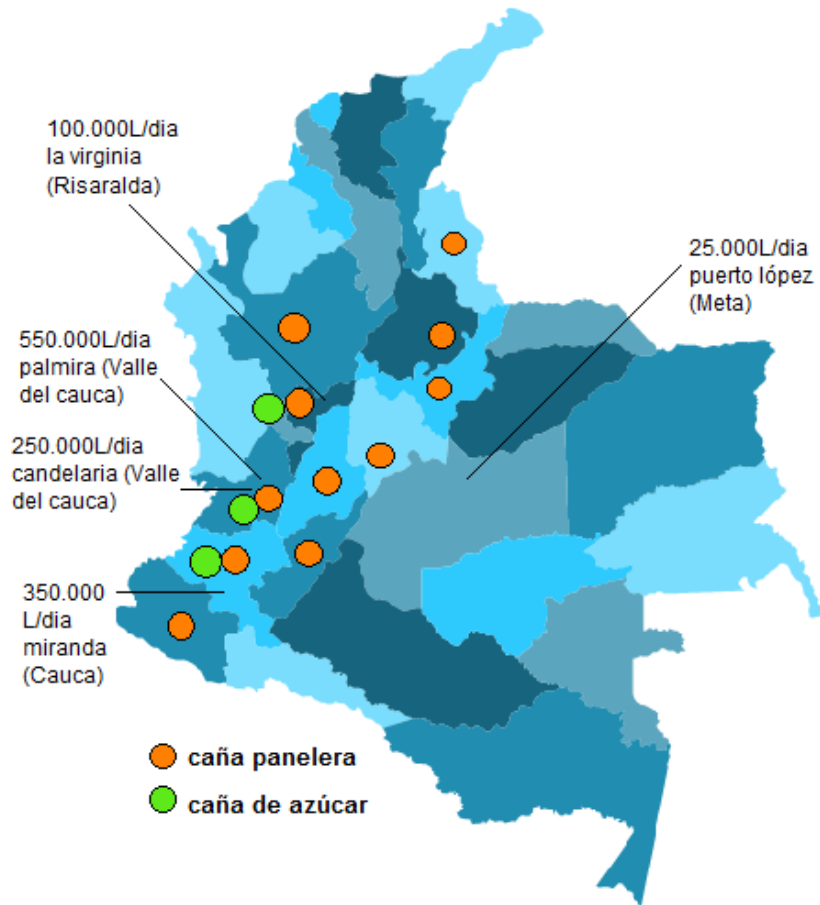 100.000L/dia
la virginia
(Risaralda)
25.000L/dia
puerto lópez
(Meta)
550.000L/dia
palmira (Valle
del cauca)
250.000L/dia
candelaria (Valle
del cauca)
350.000
L/dia
miranda
(Cauca)
caña panelera
caña de azúcar